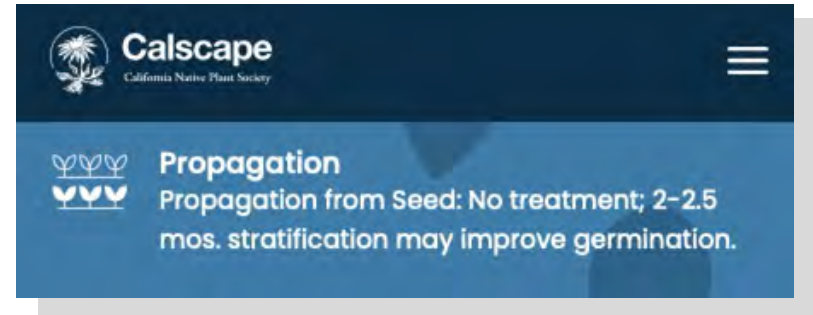 Calscape
California Native Plant Society
Propagation
Propagation from Seed: No treatment; 2-2.5
mos. stratification may improve germination.